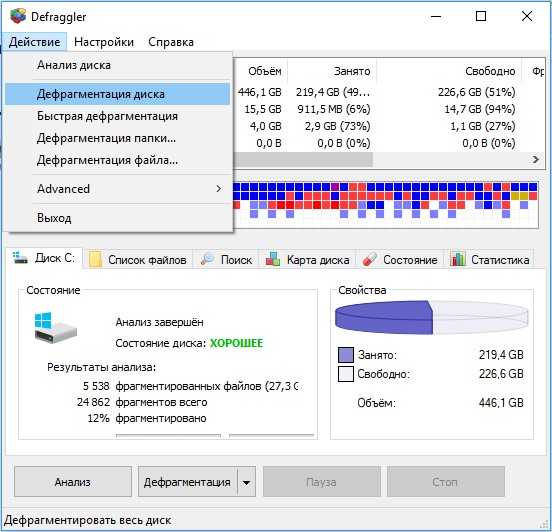 Defraggler
Действие Настройки Справка
Анализ диска
Дефрагментация диска
Быстрая дефрагментация
Дефрагментация папки...
Дефрагментация файла...
Advanced
Выход
Объём Занято Свободно Фр
446,1 GB 219,4 GB (49... 226,6 GB (51%)
15,5 GB 911,5 MB (6%) 14,7 GB (94%)
4,0 GB 2,9 GB (73%) 1,1 GB (27%)
0,0 B 0,0 B (0%) 0,0 B (0%)
Диск C: Список файлов Поиск Карта диска Состояние Статистика
Состояние
Анализ завершён
Состояние диска: ХОРОШЕЕ
Результаты анализа:
5 538 фрагментированных файлов (27,3 G
24 862 фрагментов всего
12% фрагментировано
Свойства
Занято: 219,4 GB
Свободно: 226,6 GB
Объём: 446,1 GB
Анализ Дефрагментация Пауза Стоп
Дефрагментировать весь диск